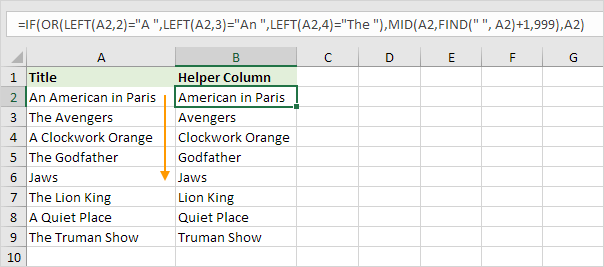 =IF(OR(LEFT(A2,2)="A ",LEFT(A2,3)="An ",LEFT(A2,4)="The "),MID(A2,FIND(" ", A2)+1,999),A2)
A B C D E F G
1 Title Helper Column
2 An American in Paris American in Paris
3 The Avengers Avengers
4 A Clockwork Orange Clockwork Orange
5 The Godfather Godfather
6 Jaws Jaws
7 The Lion King Lion King
8 A Quiet Place Quiet Place
9 The Truman Show Truman Show
10